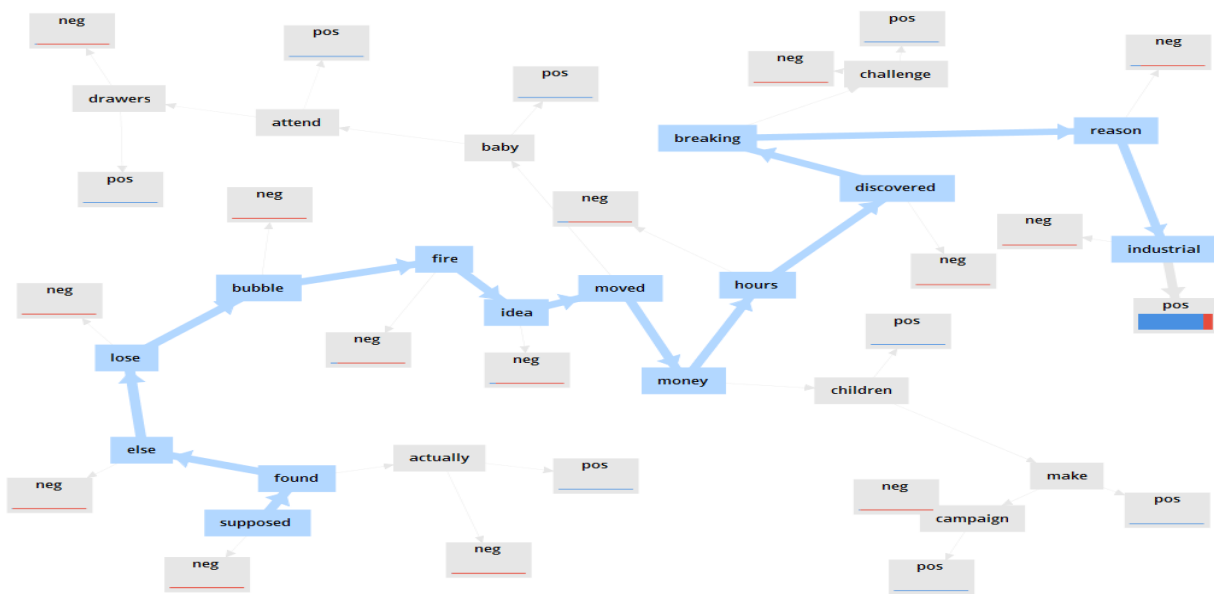 neg
pos
drawers
attend
pos
neg
pos
baby
pos
neg
challenge
neg
breaking
reason
discovered
neg
neg
industrial
neg
pos
neg
bubble
fire
idea
moved
hours
neg
lose
neg
neg
money
pos
children
else
found
actually
pos
neg
supposed
neg
neg
make
neg
campaign
pos
pos